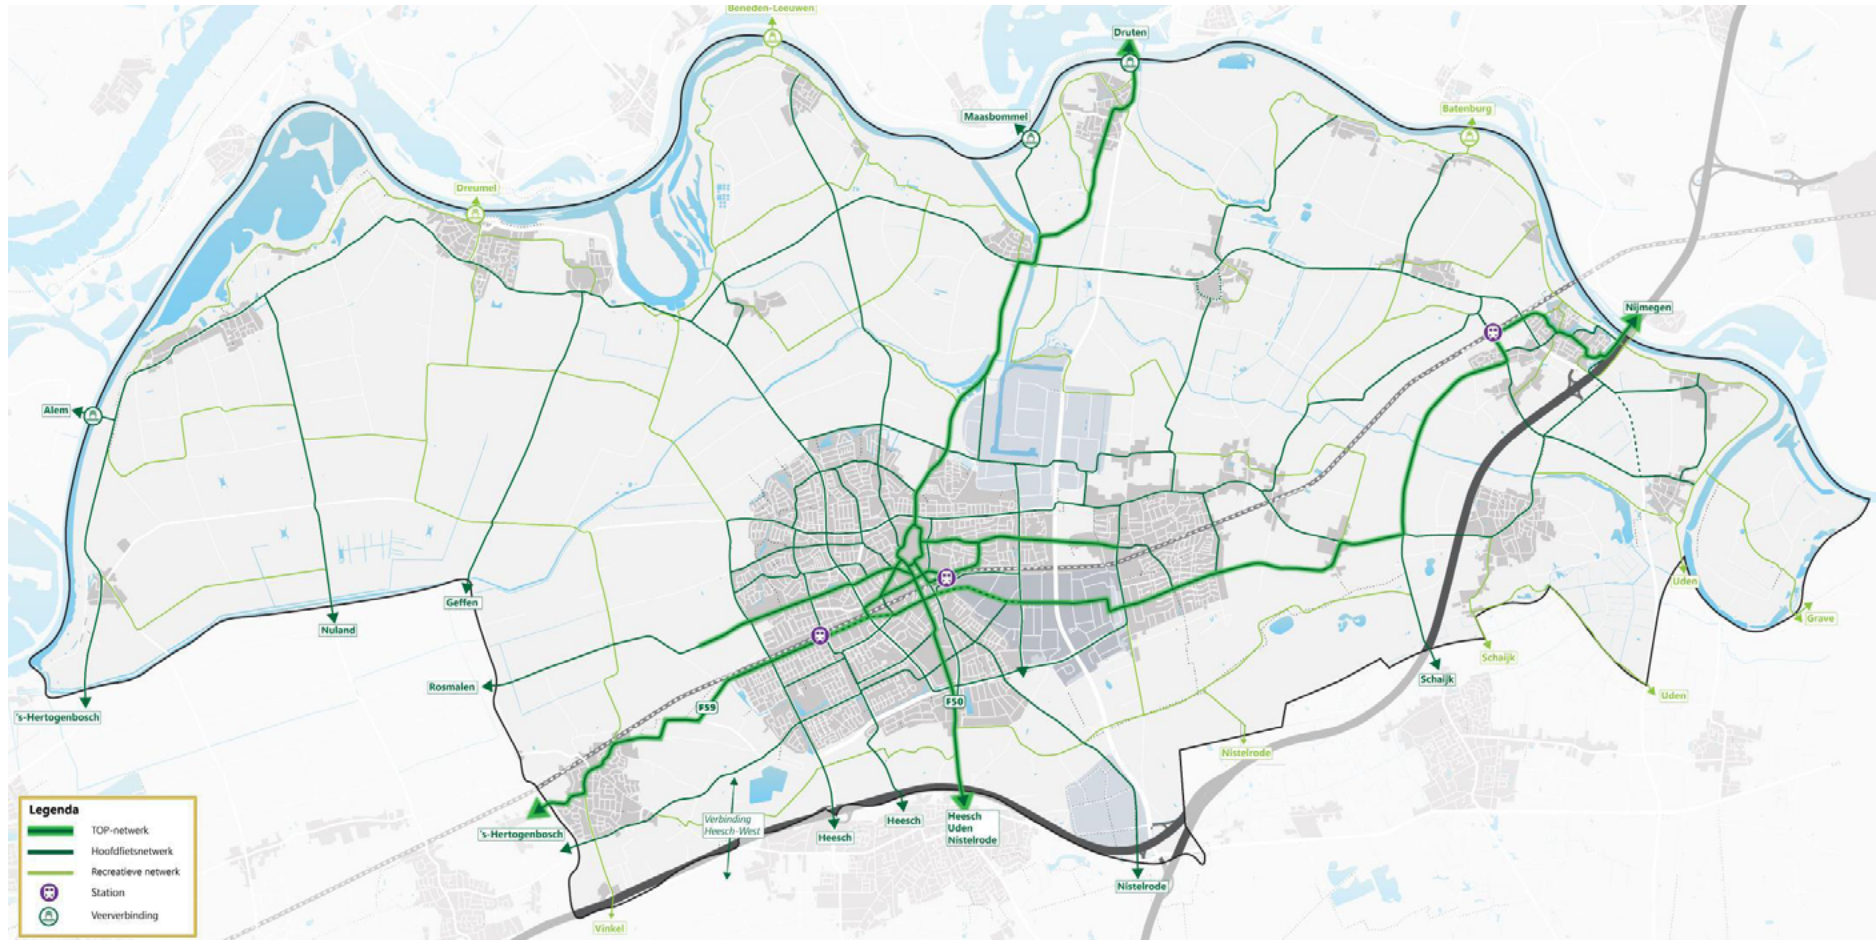 Beneden-Leeuwen
Druten
Maasbommel
Batenburg
Dreumel
Nijmegen
Alem
Geffen
Nuland
Uden
Grave
Schaijk
Rosmalen
Schaijk
Uden
's-Hertogenbosch
F59
F50
Nistelrode
Legenda
TOP-netwerk
Hoofdfietsnetwerk
Recreatieve netwerk
Station
Veerverbinding
's-Hertogenbosch
Verbinding
Heesch-West
Heesch
Heesch
Heesch
Uden
Nistelrode
Nistelrode
Vinkel